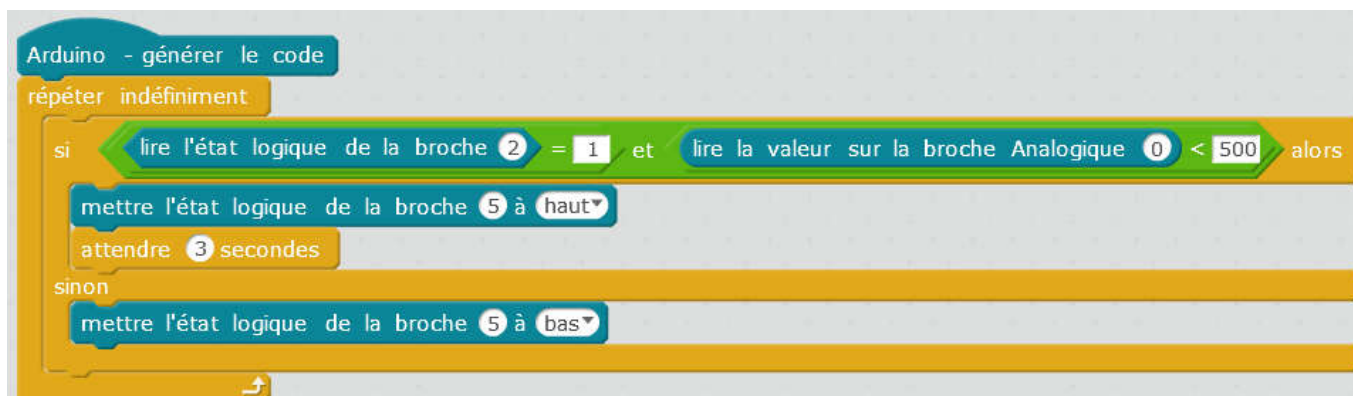 Arduino - générer le code
répéter indéfiniment
si lire l'état logique de la broche 2 = 1 et lire la valeur sur la broche Analogique 0 < 500 alors
mettre l'état logique de la broche 5 à haut
attendre 3 secondes
sinon
mettre l'état logique de la broche 5 à bas